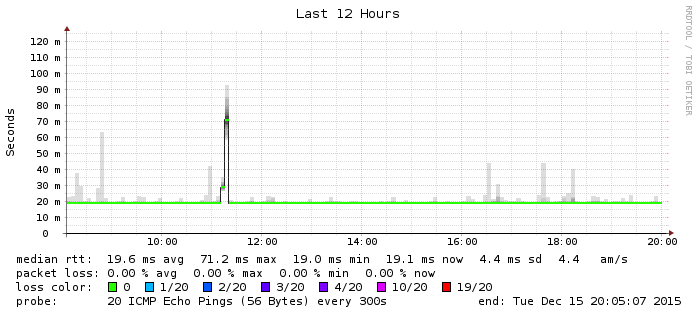 Last 12 Hours
RRDTOOL / TOBI OETIKER
Seconds
120 m
110 m
100 m
90 m
80 m
70 m
60 m
50 m
40 m
30 m
20 m
10 m
0
10:00 12:00 14:00 16:00 18:00 20:00
median rtt: 19.6 ms avg 71.2 ms max 19.0 ms min 19.1 ms now 4.4 ms sd 4.4 am/s
packet loss: 0.00 % avg 0.00 % max 0.00 % min 0.00 % now
loss color: 0 1/20 2/20 3/20 4/20 10/20 19/20
probe: 20 ICMP Echo Pings (56 Bytes) every 300s end: Tue Dec 15 20:05:07 2015